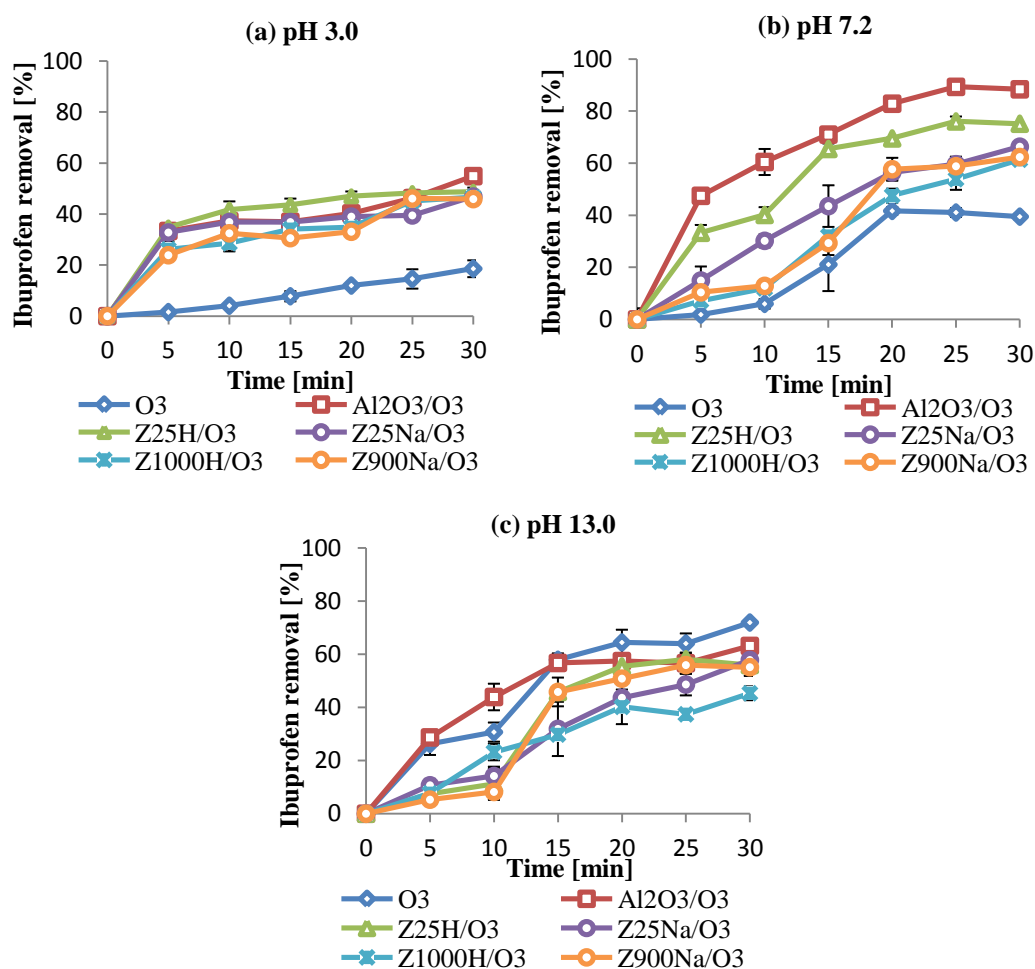 (a) pH 3.0
Ibuprofen removal [%]
100
80
60
40
20
0
0 5 10 15 20 25 30
Time [min]
O3 Al2O3/O3
Z25H/O3 Z25Na/O3
Z1000H/O3 Z900Na/O3
(b) pH 7.2
Ibuprofen removal [%]
100
80
60
40
20
0
0 5 10 15 20 25 30
Time [min]
O3 Al2O3/O3
Z25H/O3 Z25Na/O3
Z1000H/O3 Z900Na/O3
(c) pH 13.0
Ibuprofen removal [%]
100
80
60
40
20
0
0 5 10 15 20 25 30
Time [min]
O3 Al2O3/O3
Z25H/O3 Z25Na/O3
Z1000H/O3 Z900Na/O3